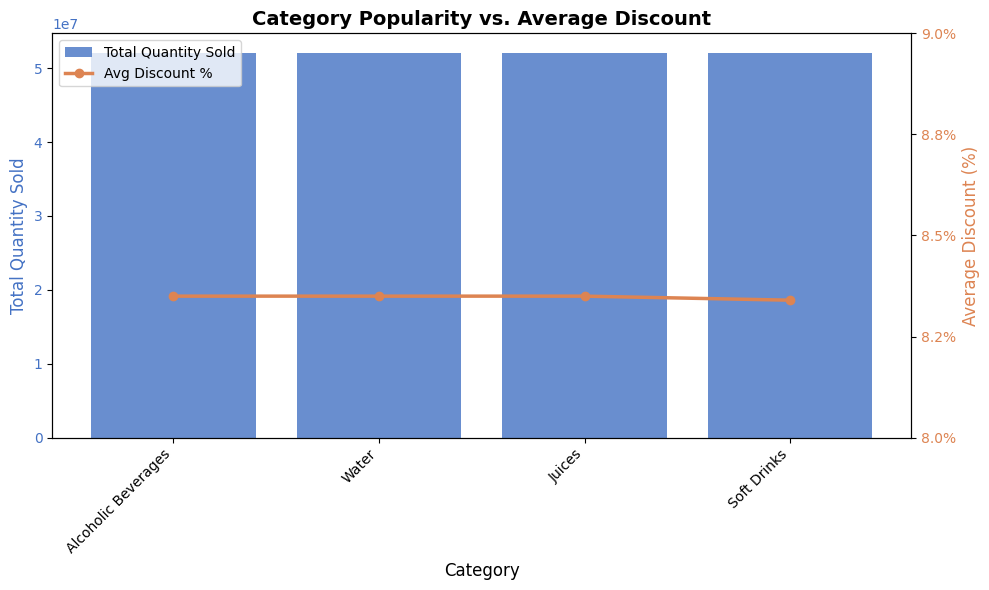 Category Popularity vs. Average Discount
1e7
Total Quantity Sold
Avg Discount %
5
4
3
2
1
0
Total Quantity Sold
9.0%
8.8%
8.5%
8.2%
8.0%
Average Discount (%)
Alcoholic Beverages
Water
Juices
Soft Drinks
Category